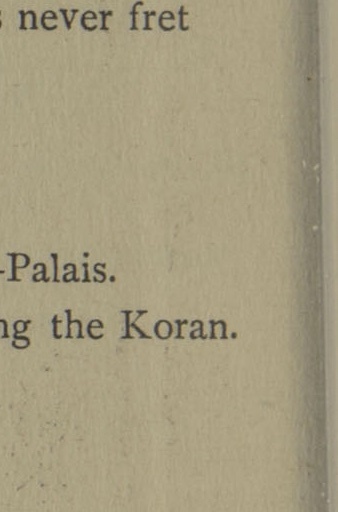 s never fret
-Palais.
ng the Koran.